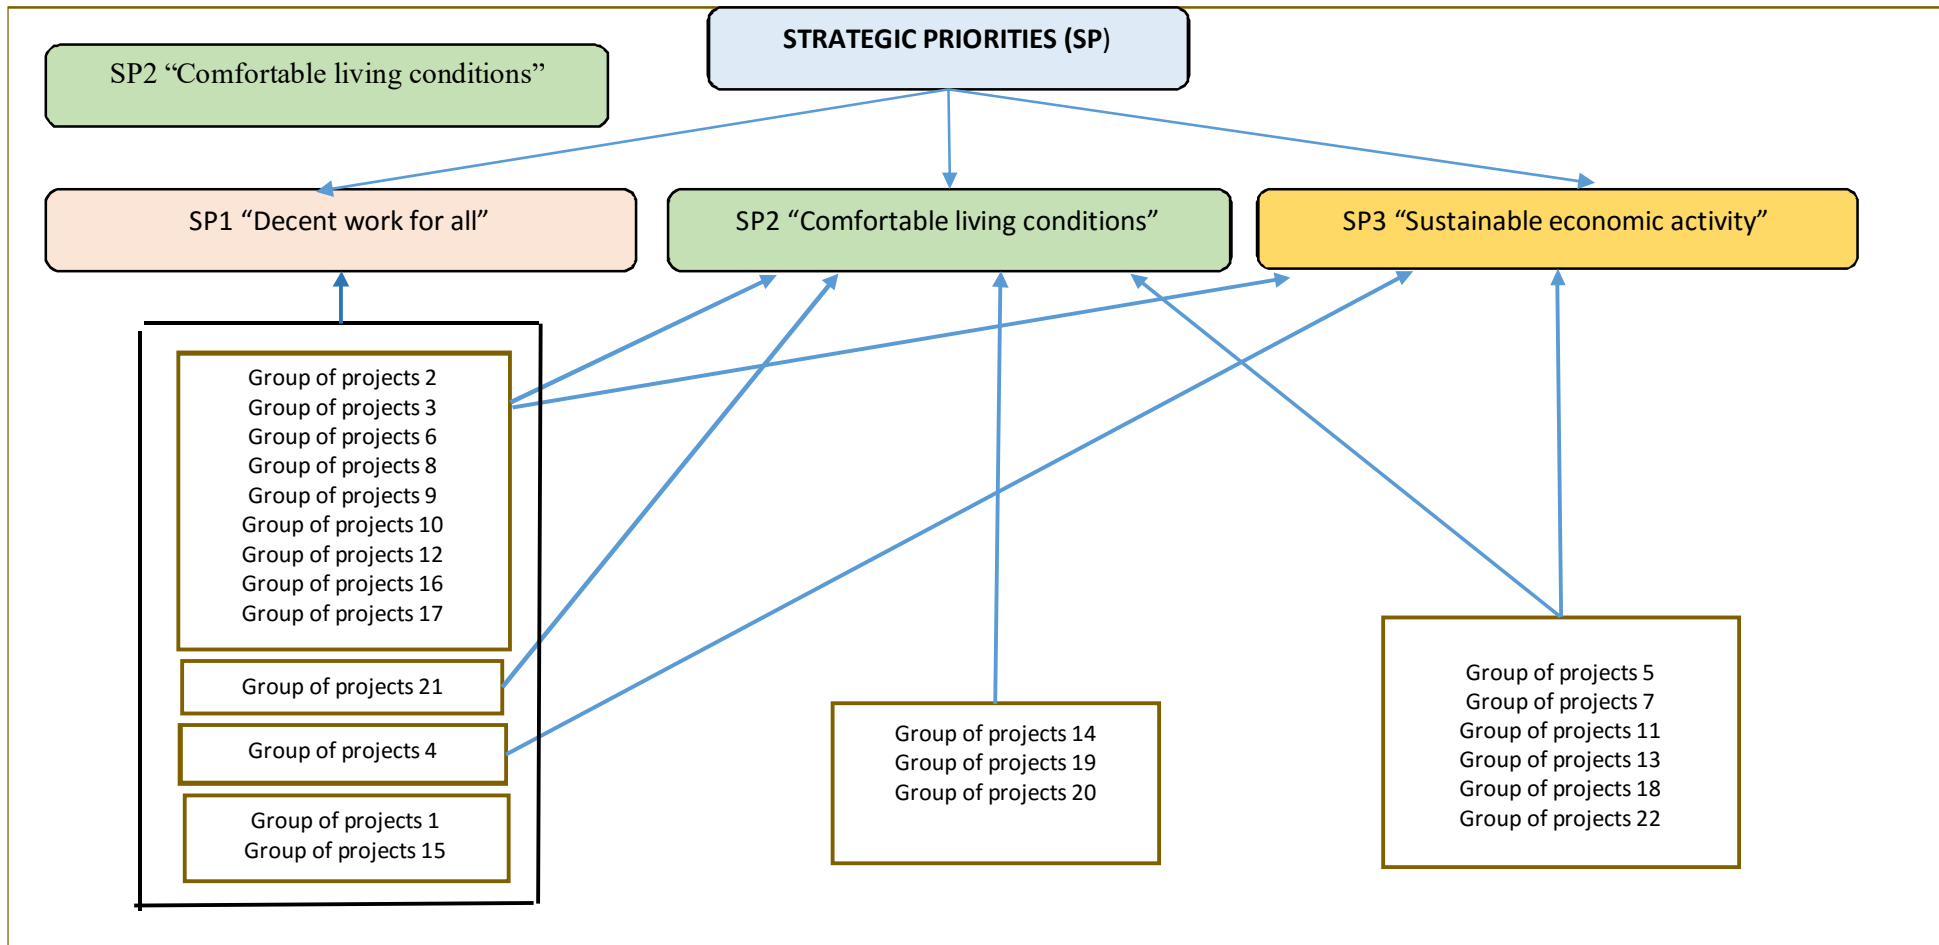 STRATEGIC PRIORITIES (SP)
SP2 “Comfortable living conditions”
SP1 “Decent work for all”
SP2 “Comfortable living conditions”
SP3 “Sustainable economic activity”
Group of projects 2
Group of projects 3
Group of projects 6
Group of projects 8
Group of projects 9
Group of projects 10
Group of projects 12
Group of projects 16
Group of projects 17
Group of projects 21
Group of projects 4
Group of projects 1
Group of projects 15
Group of projects 14
Group of projects 19
Group of projects 20
Group of projects 5
Group of projects 7
Group of projects 11
Group of projects 13
Group of projects 18
Group of projects 22